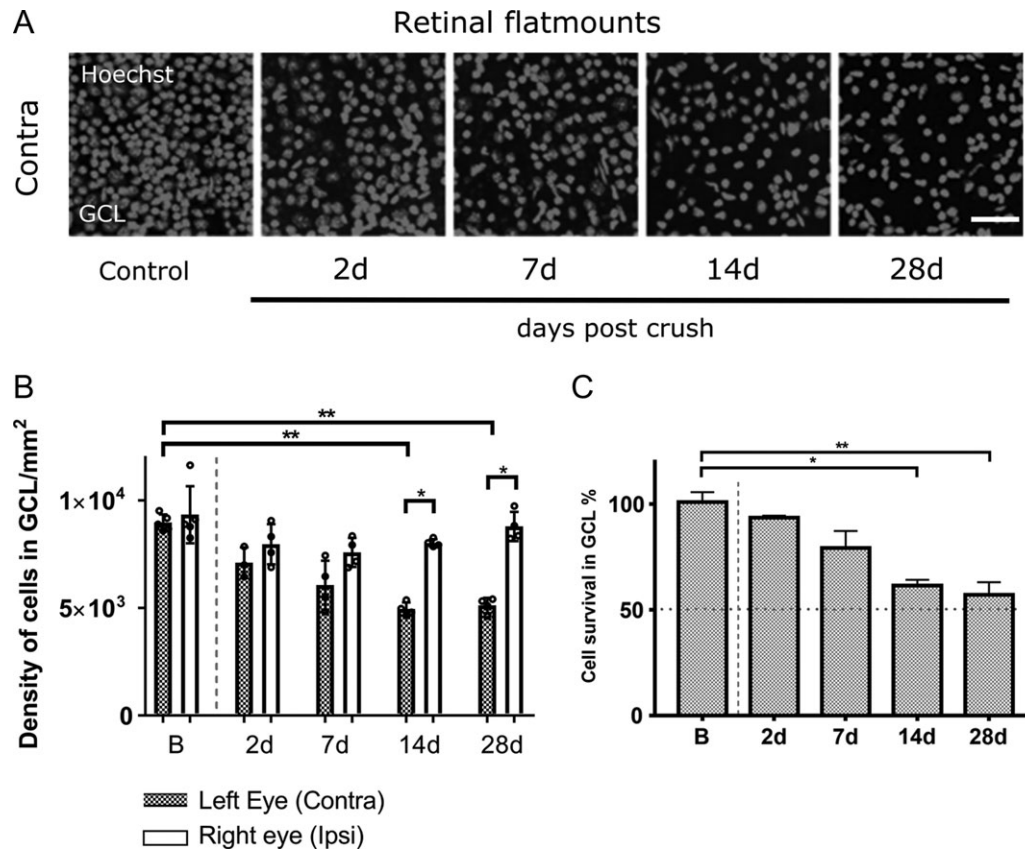 A
Retinal flatmounts
Contra
Hoechst
GCL
Control 2d 7d 14d 28d
days post crush
B
Density of cells in GCL/mm²
** 
**
*
*
1×10⁴
5×10³
0
B 2d 7d 14d 28d
Left Eye (Contra)
Right eye (Ipsi)
C
Cell survival in GCL %
**
*
100
50
0
B 2d 7d 14d 28d